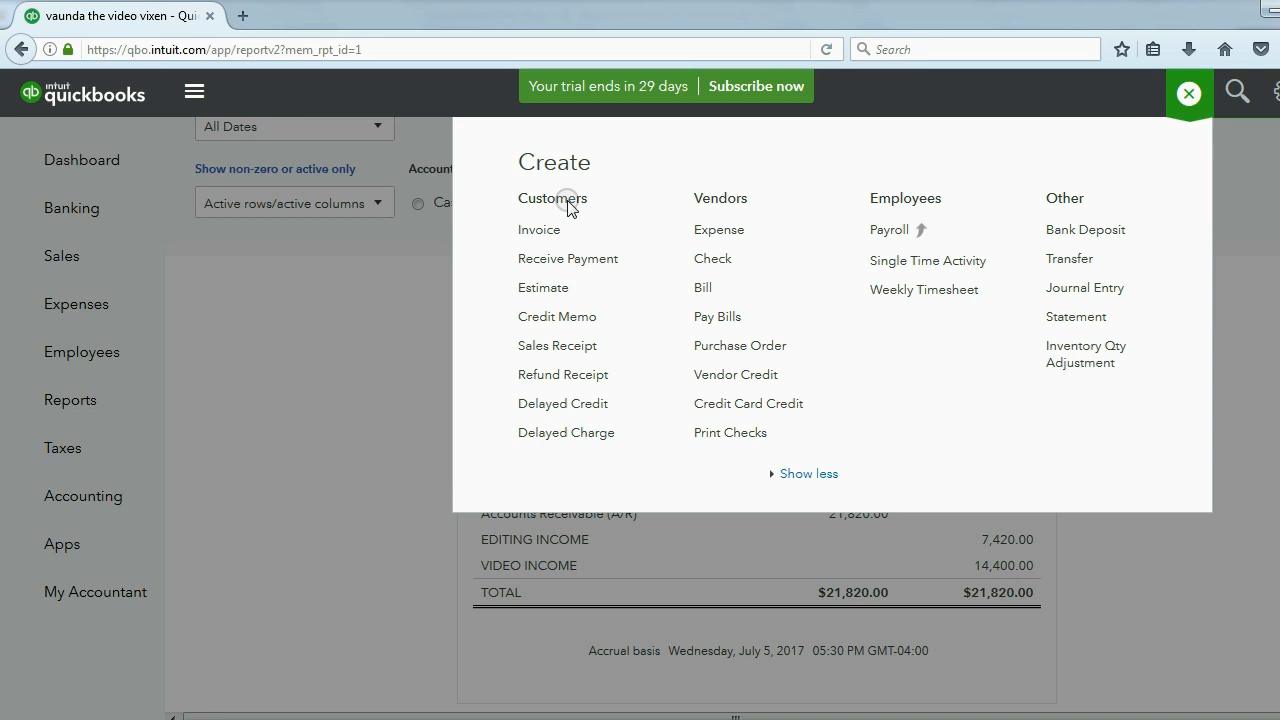 vaunda the video vixen - Qui
https://qbo.intuit.com/app/reportv2?mem_rpt_id=1
Search
intuit
quickbooks
Your trial ends in 29 days
Subscribe now
Dashboard
Banking
Sales
Expenses
Employees
Reports
Taxes
Accounting
Apps
My Accountant
All Dates
Show non-zero or active only
Account
Active rows/active columns
Cas
Create
Customers
Invoice
Receive Payment
Estimate
Credit Memo
Sales Receipt
Refund Receipt
Delayed Credit
Delayed Charge
Vendors
Expense
Check
Bill
Pay Bills
Purchase Order
Vendor Credit
Credit Card Credit
Print Checks
Employees
Payroll
Single Time Activity
Weekly Timesheet
Other
Bank Deposit
Transfer
Journal Entry
Statement
Inventory Qty
Adjustment
Show less
Accounts Receivable (A/R) 21,820.00
EDITING INCOME 7,420.00
VIDEO INCOME 14,400.00
TOTAL $21,820.00 $21,820.00
Accrual basis Wednesday, July 5, 2017 05:30 PM GMT-04:00